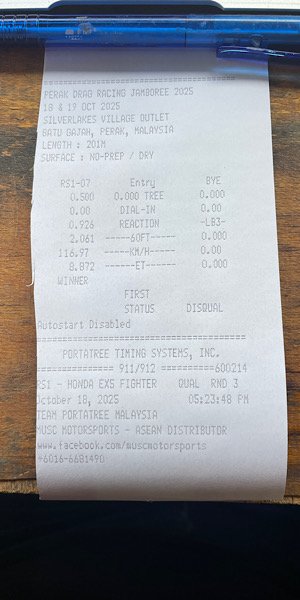 PERAK DRAG RACING JAMBOREE 2025
18 & 19 OCT 2025
SILVERLAKES VILLAGE OUTLET
BATU GAJAH, PERAK, MALAYSIA
LENGTH : 201M
SURFACE : NO-PREP / DRY
RS1-07 Entry BYE
0.500 0.000 TREE 0.000
0.00 DIAL-IN 0.00
0.926 REACTION -LB3-
2.061 -----60FT----- 0.000
116.97 -----KM/H----- 0.00
8.872 ------ET------ 0.000
WINNER
FIRST
STATUS DISQUAL
Autostart Disabled
PORTATREE TIMING SYSTEMS, INC.
============ 911/912 ==========600214
RS1 - HONDA EX5 FIGHTER QUAL RND 3
October 18, 2025 05:23:48 PM
TEAM PORTATREE MALAYSIA
MUSC MOTORSPORTS - ASEAN DISTRIBUTOR
www.facebook.com/muscmotorsports
+6016-6681490